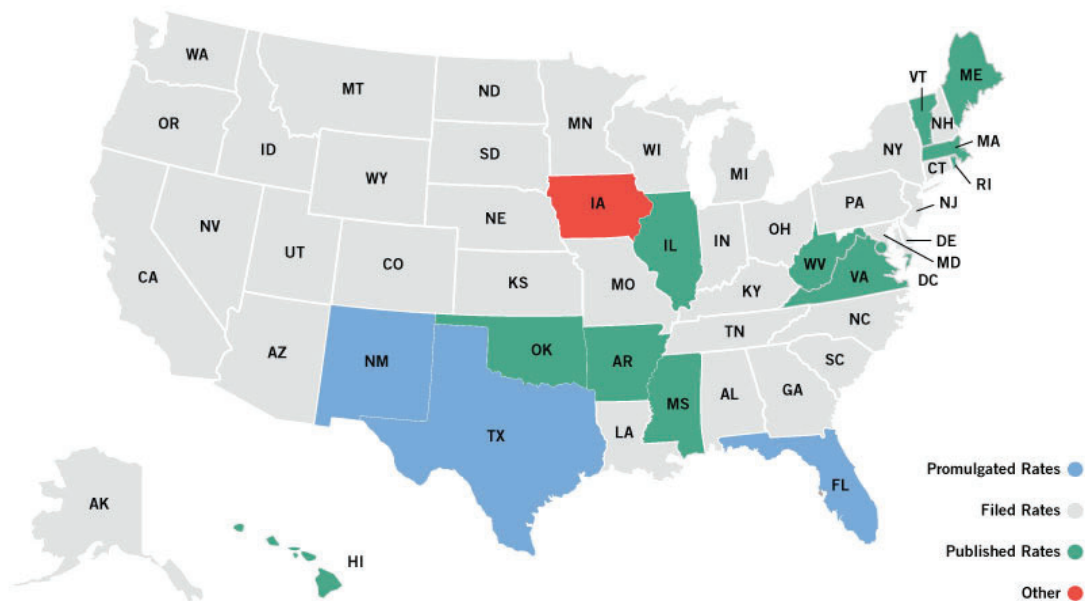 WA
MT
ND
MN
VT
ME
OR
ID
SD
WI
NH
NY
MA
WY
MI
CT
RI
IA
NE
PA
NJ
NV
IL
IN
OH
DE
UT
CO
MD
CA
KS
MO
WV
VA
DC
KY
NC
TN
AZ
NM
OK
AR
SC
MS
AL
GA
TX
LA
FL
AK
HI
Promulgated Rates
Filed Rates
Published Rates
Other